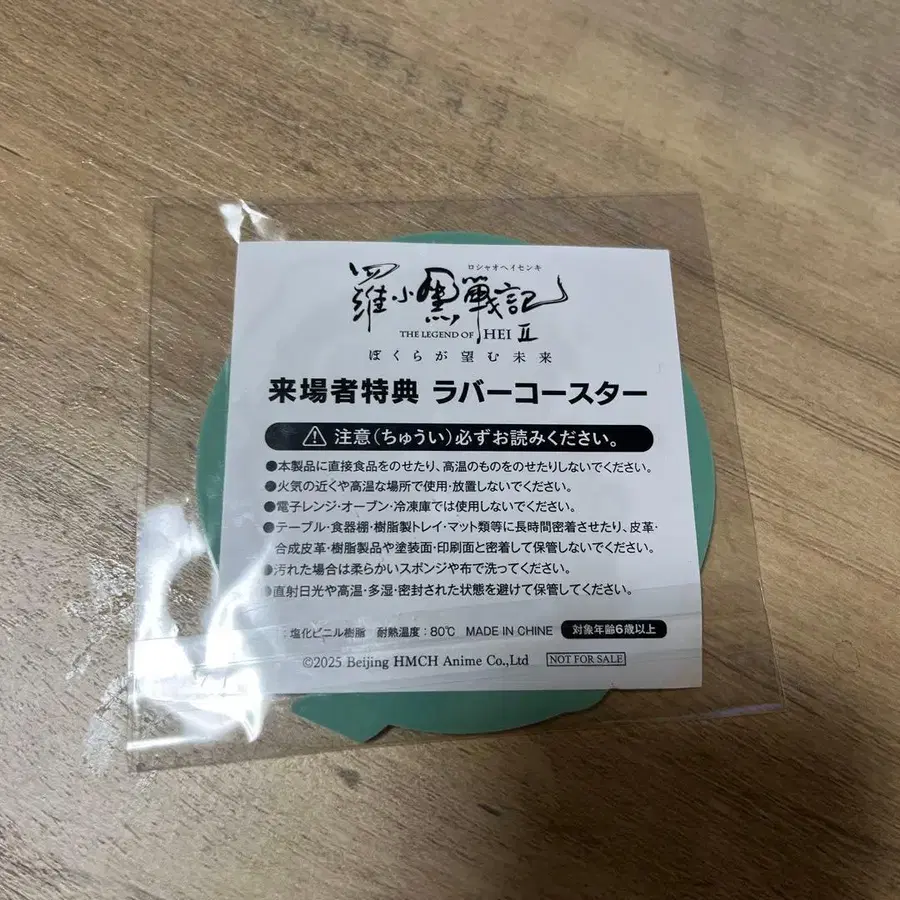 ロシャオヘイセンキ
羅小黒戦記
THE LEGEND OF HEI II
ぼくらが望む未来
来場者特典 ラバーコースター
注意(ちゅうい)必ずお読みください。
●本製品に直接食品をのせたり、高温のものをのせたりしないでください。
●火気の近くや高温な場所で使用・放置しないでください。
●電子レンジ・オーブン・冷凍庫では使用しないでください。
●テーブル・食器棚・樹脂製トレイ・マット類等に長時間密着させたり、皮革・
合成皮革・樹脂製品や塗装面・印刷面と密着して保管しないでください。
●汚れた場合は柔らかいスポンジや布で洗ってください。
●直射日光や高温・多湿・密封された状態を避けて保管してください。
:塩化ビニル樹脂 耐熱温度:80℃ MADE IN CHINE 対象年齢6歳以上
©2025 Beijing HMCH Anime Co.,Ltd NOT FOR SALE